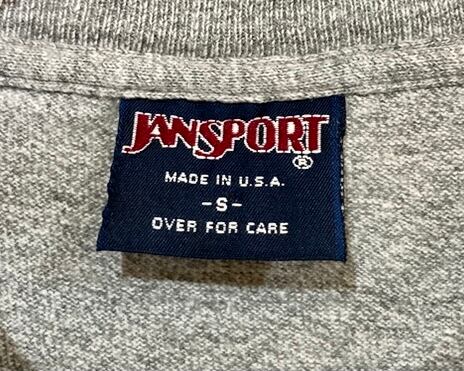 JANSPORT®
MADE IN U.S.A.
-S-
OVER FOR CARE